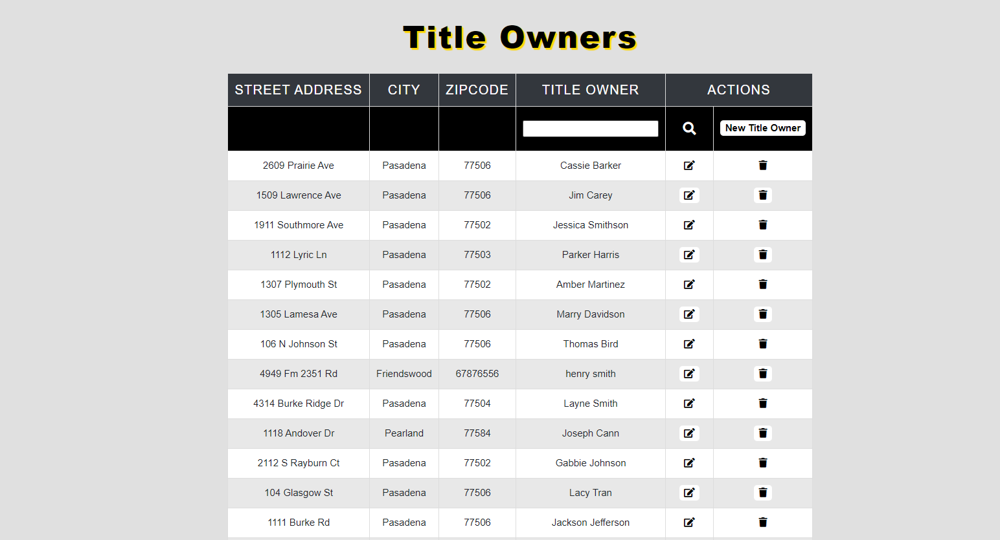 Title Owners
STREET ADDRESS CITY ZIPCODE TITLE OWNER ACTIONS
New Title Owner
2609 Prairie Ave Pasadena 77506 Cassie Barker
1509 Lawrence Ave Pasadena 77506 Jim Carey
1911 Southmore Ave Pasadena 77502 Jessica Smithson
1112 Lyric Ln Pasadena 77503 Parker Harris
1307 Plymouth St Pasadena 77502 Amber Martinez
1305 Lamesa Ave Pasadena 77506 Marry Davidson
106 N Johnson St Pasadena 77506 Thomas Bird
4949 Fm 2351 Rd Friendswood 67876556 henry smith
4314 Burke Ridge Dr Pasadena 77504 Layne Smith
1118 Andover Dr Pearland 77584 Joseph Cann
2112 S Rayburn Ct Pasadena 77502 Gabbie Johnson
104 Glasgow St Pasadena 77506 Lacy Tran
1111 Burke Rd Pasadena 77506 Jackson Jefferson